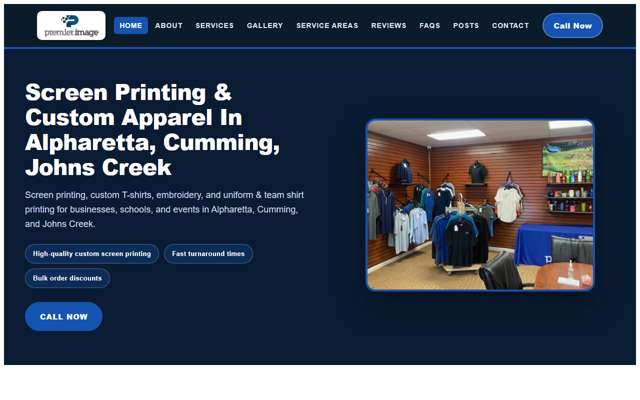 premier.image
HOME
ABOUT
SERVICES
GALLERY
SERVICE AREAS
REVIEWS
FAQS
POSTS
CONTACT
Call Now
Screen Printing &
Custom Apparel In
Alpharetta, Cumming,
Johns Creek
Screen printing, custom T-shirts, embroidery, and uniform & team shirt
printing for businesses, schools, and events in Alpharetta, Cumming,
and Johns Creek.
High-quality custom screen printing
Fast turnaround times
Bulk order discounts
CALL NOW